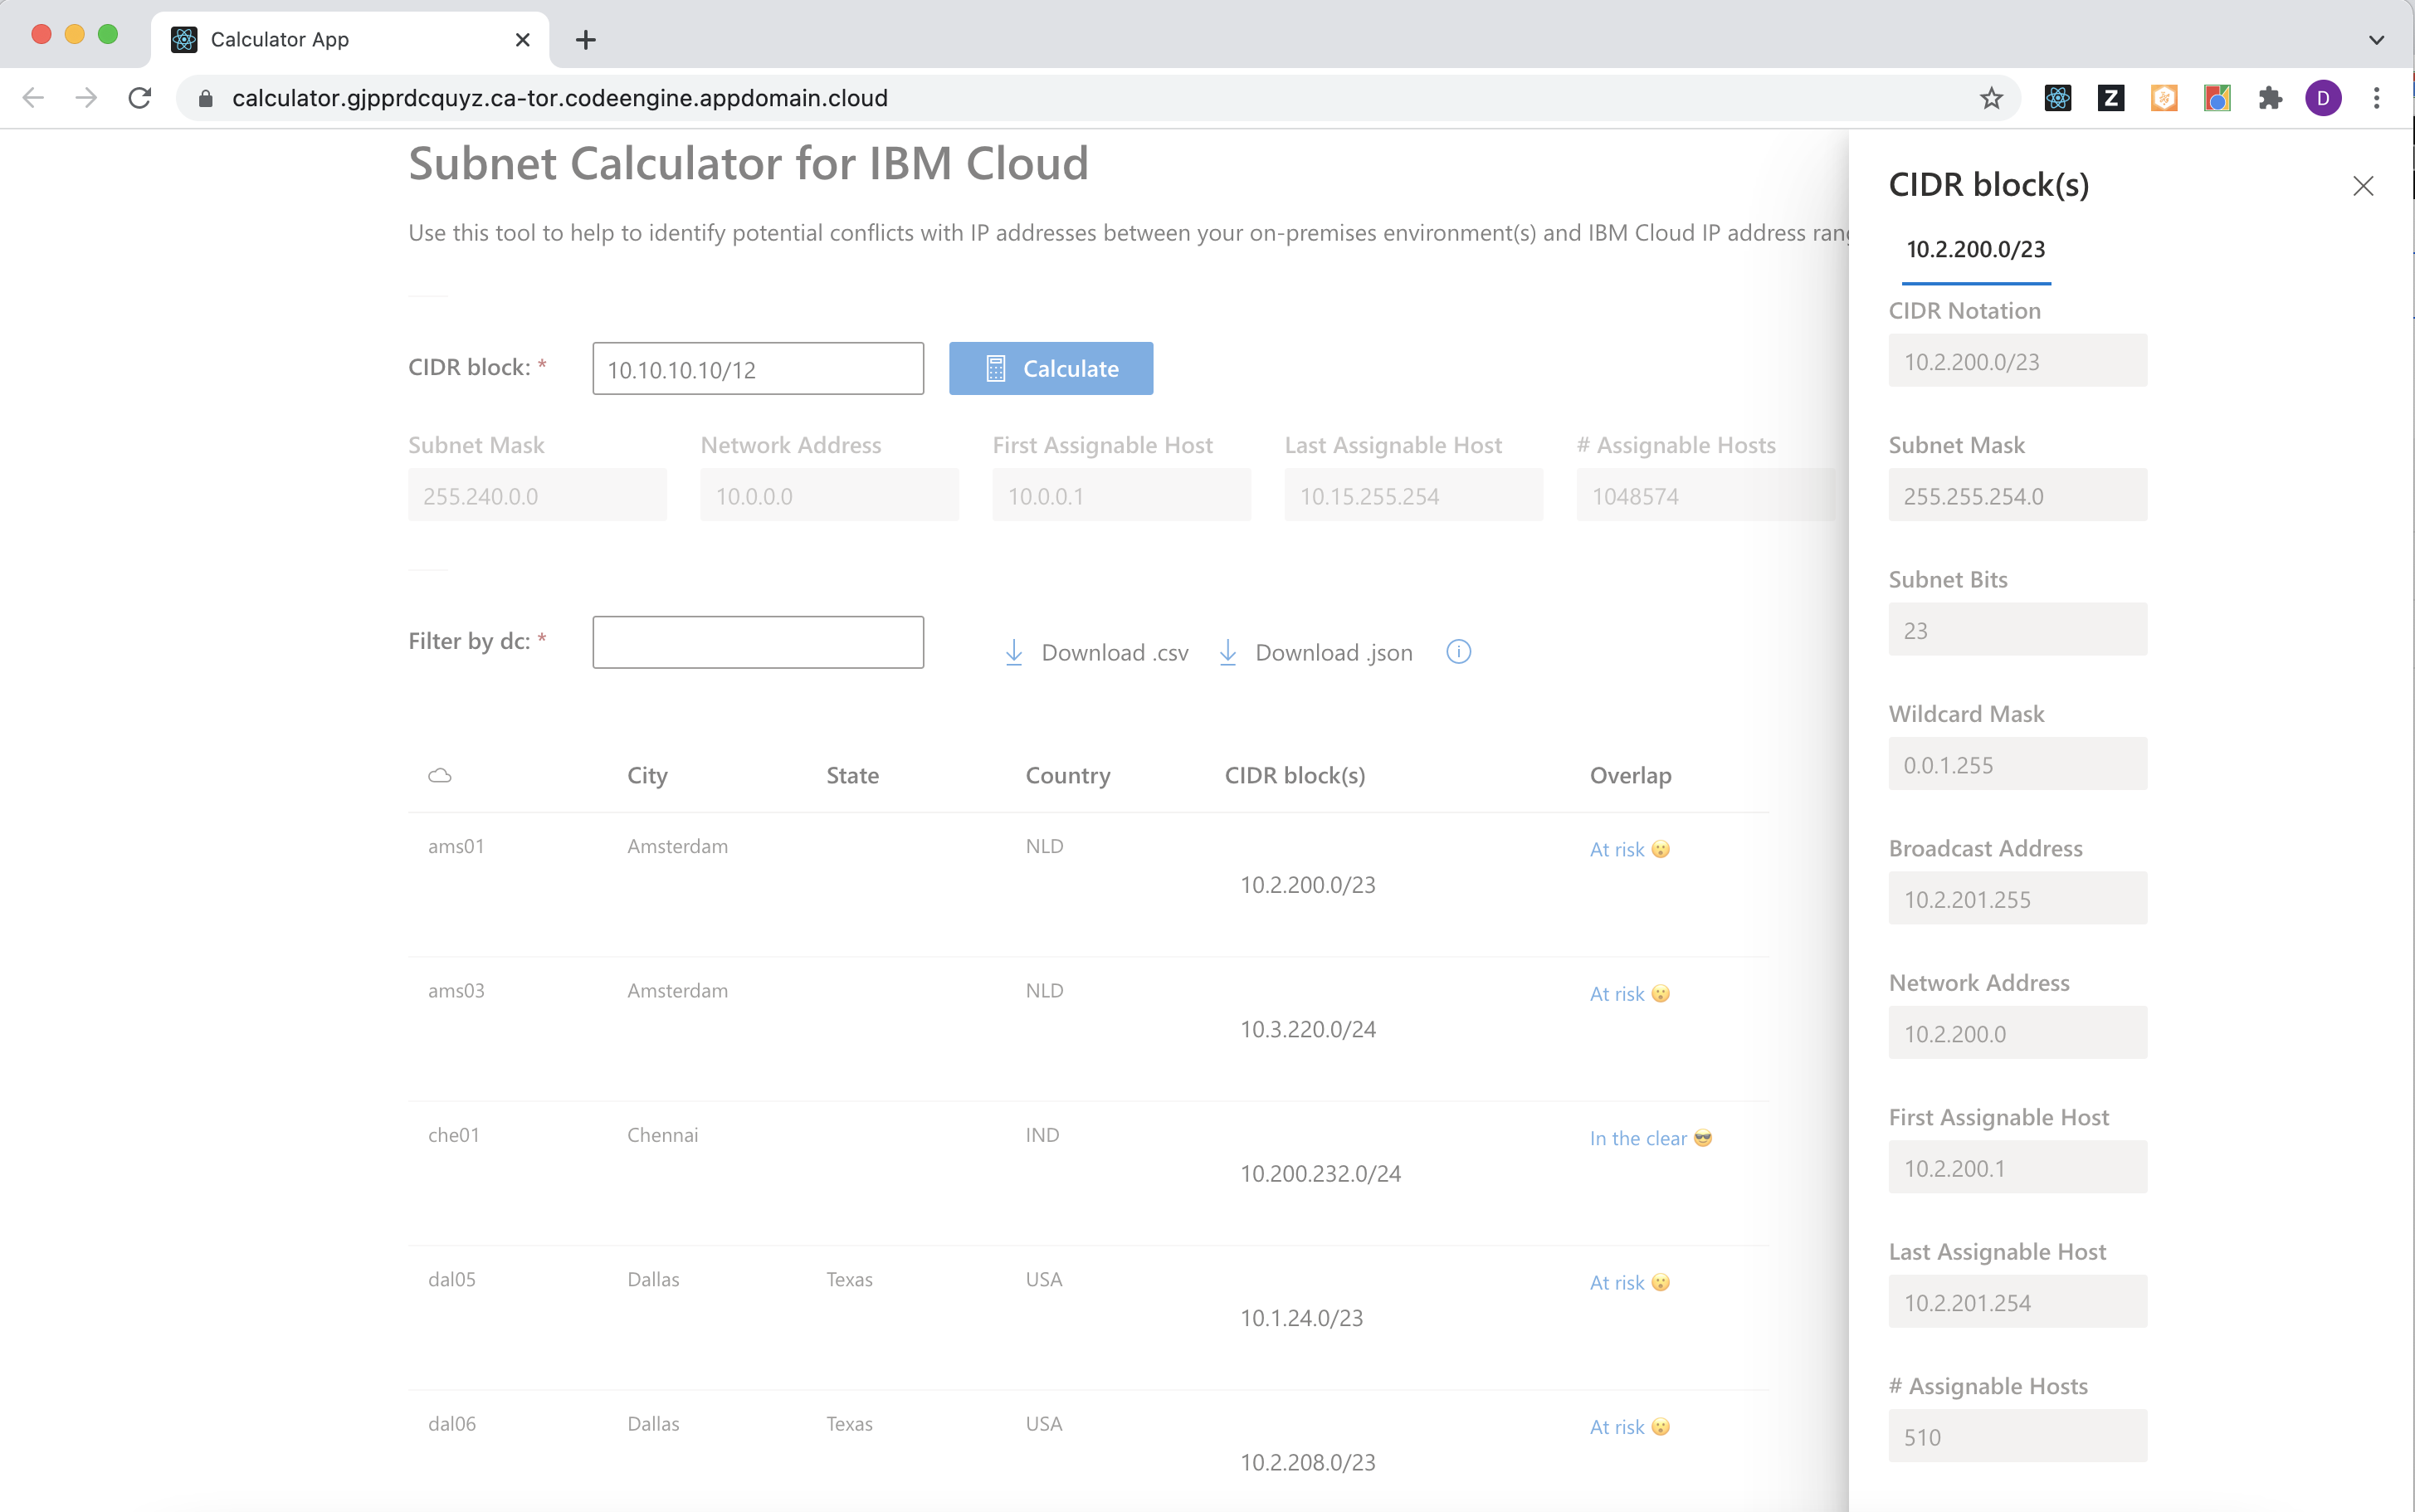 Calculator App
calculator.gjpprdcquyz.ca-tor.codeengine.appdomain.cloud
Z
D
Subnet Calculator for IBM Cloud
Use this tool to help to identify potential conflicts with IP addresses between your on-premises environment(s) and IBM Cloud IP address
CIDR block: *
10.10.10.10/12
Calculate
Subnet Mask Network Address First Assignable Host Last Assignable Host # Assignable Hosts
255.240.0.0 10.0.0.0 10.0.0.1 10.15.255.254 1048574
Filter by dc: *
Download .csv Download .json
City State Country CIDR block(s) Overlap
ams01 Amsterdam NLD 10.2.200.0/23 At risk 😮
ams03 Amsterdam NLD 10.3.220.0/24 At risk 😮
che01 Chennai IND 10.200.232.0/24 In the clear 😎
dal05 Dallas Texas USA 10.1.24.0/23 At risk 😮
dal06 Dallas Texas USA 10.2.208.0/23 At risk 😮
CIDR block(s)
10.2.200.0/23
CIDR Notation
10.2.200.0/23
Subnet Mask
255.255.254.0
Subnet Bits
23
Wildcard Mask
0.0.1.255
Broadcast Address
10.2.201.255
Network Address
10.2.200.0
First Assignable Host
10.2.200.1
Last Assignable Host
10.2.201.254
# Assignable Hosts
510